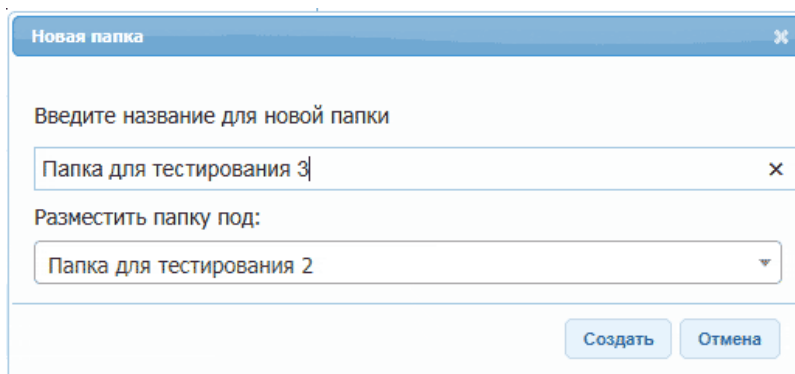 Новая папка
Введите название для новой папки
Папка для тестирования 3
Разместить папку под:
Папка для тестирования 2
Создать Отмена